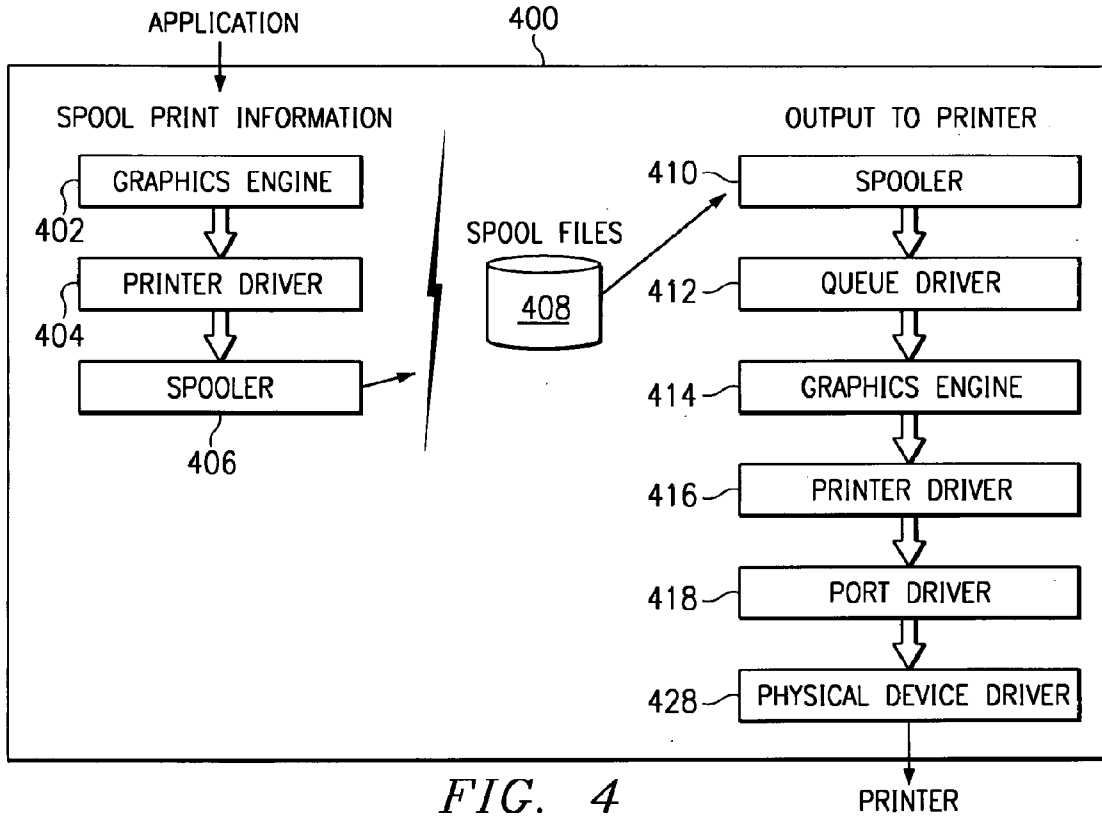 APPLICATION
400
SPOOL PRINT INFORMATION
GRAPHICS ENGINE
402
PRINTER DRIVER
404
SPOOLER
406
SPOOL FILES
408
OUTPUT TO PRINTER
410
SPOOLER
412
QUEUE DRIVER
414
GRAPHICS ENGINE
416
PRINTER DRIVER
418
PORT DRIVER
428
PHYSICAL DEVICE DRIVER
PRINTER
FIG. 4